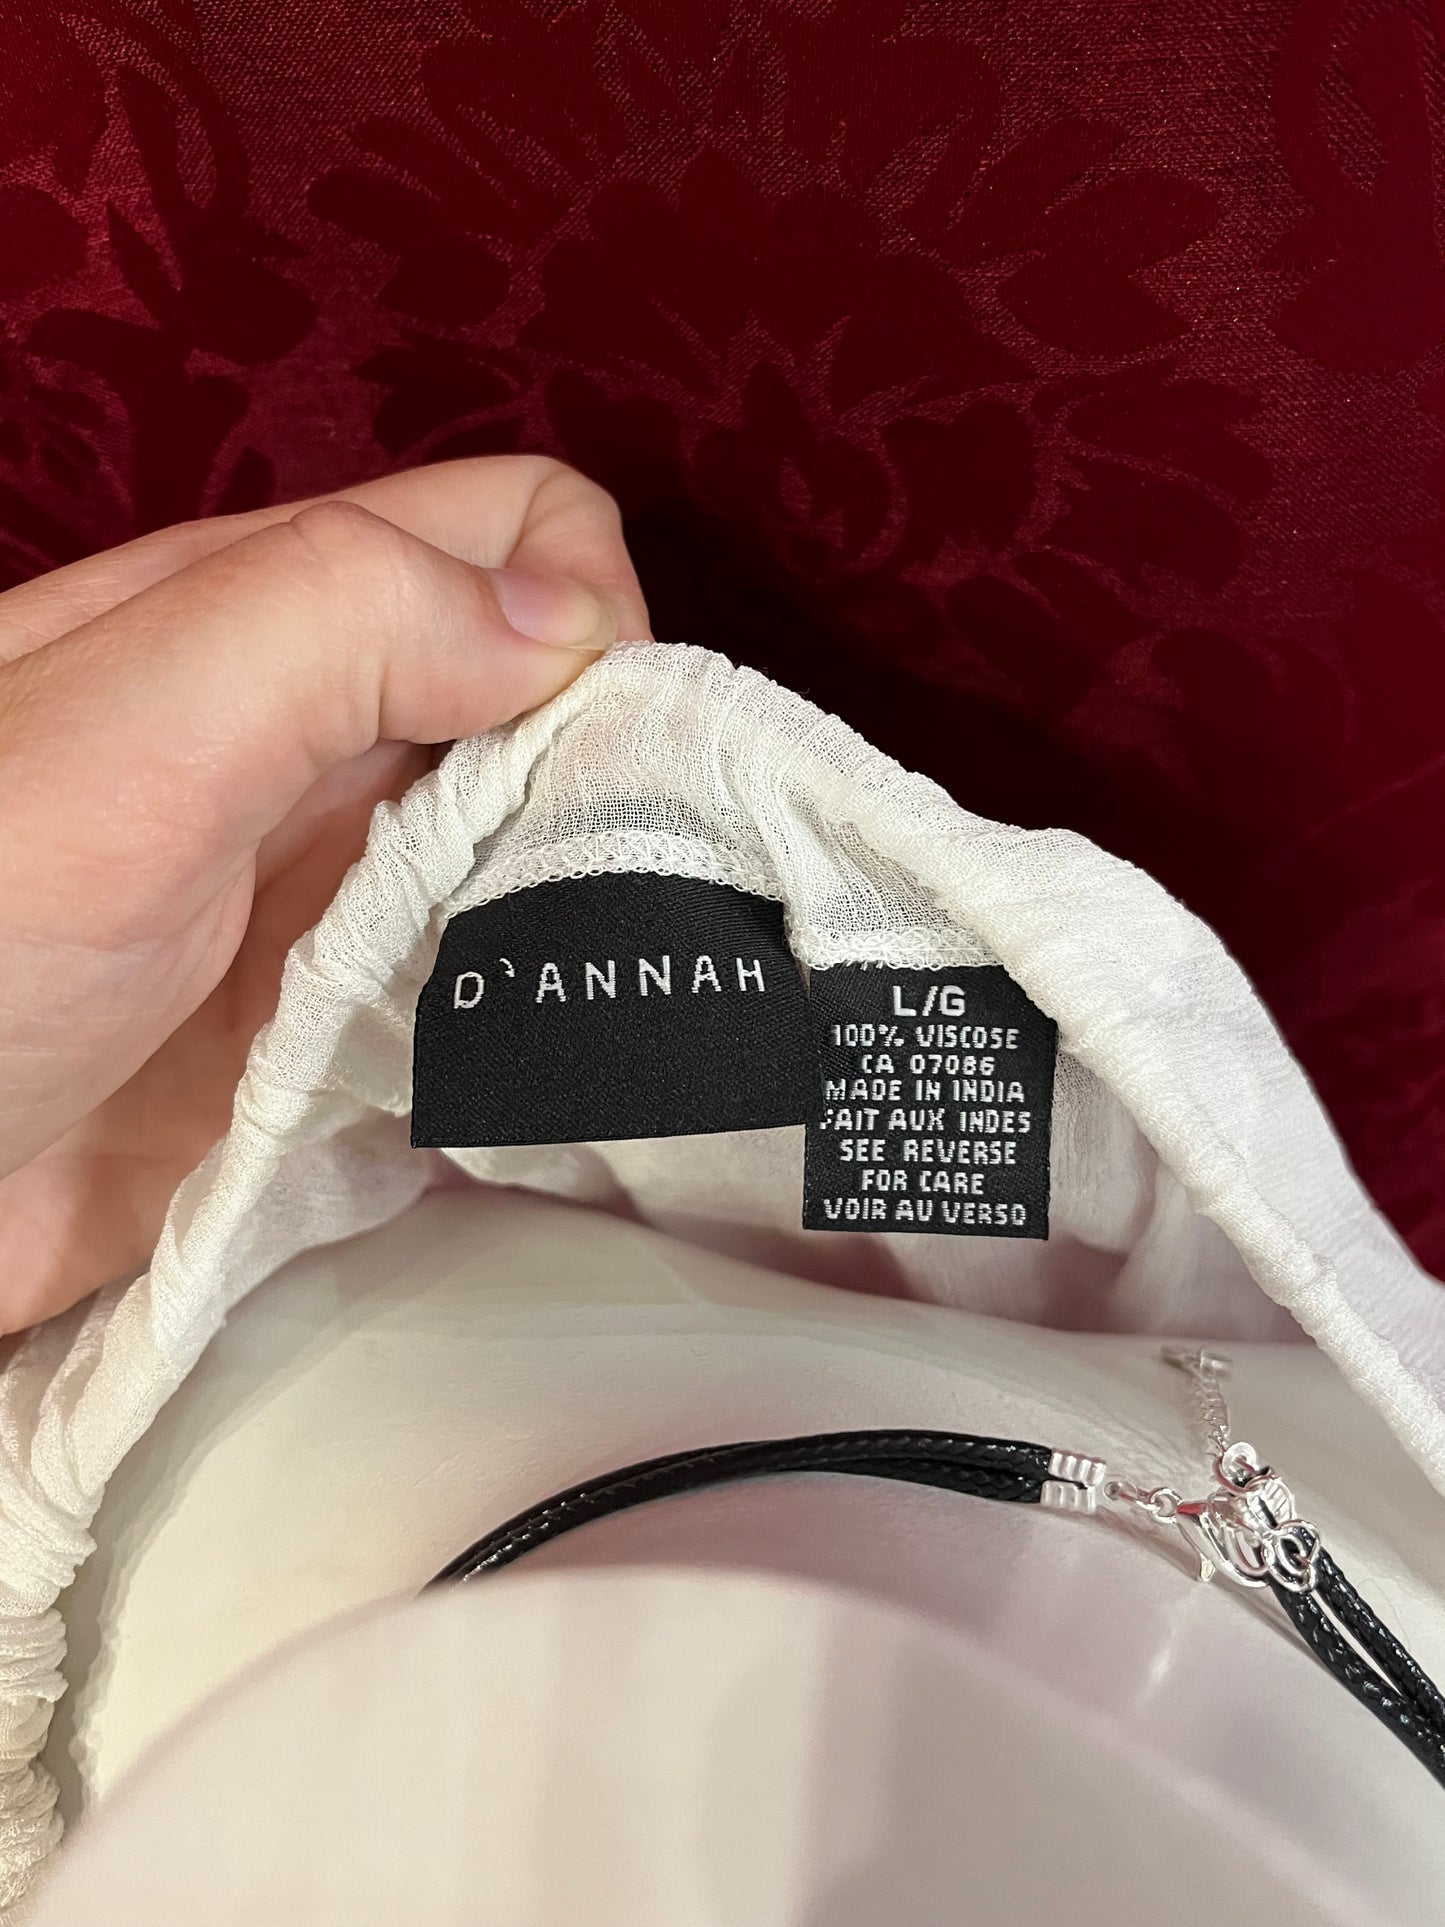 D'ANNAH
L/G
100% VISCOSE
CA 07086
MADE IN INDIA
FAIT AUX INDES
SEE REVERSE
FOR CARE
VOIR AU VERSO